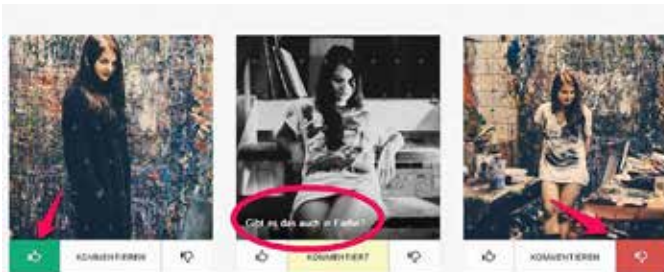 Gibt es das auch in Farbe?
KOMMENTIEREN
KOMMENTIERT
KOMMENTIEREN